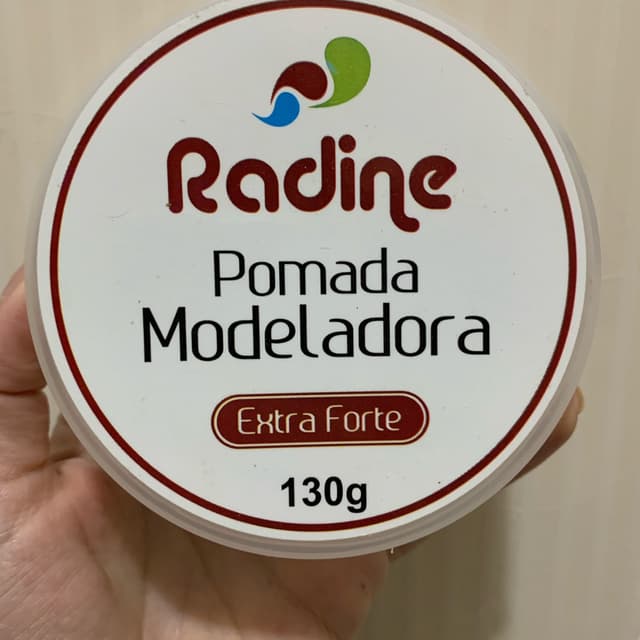 Radine
Pomada
Modeladora
Extra Forte
130g